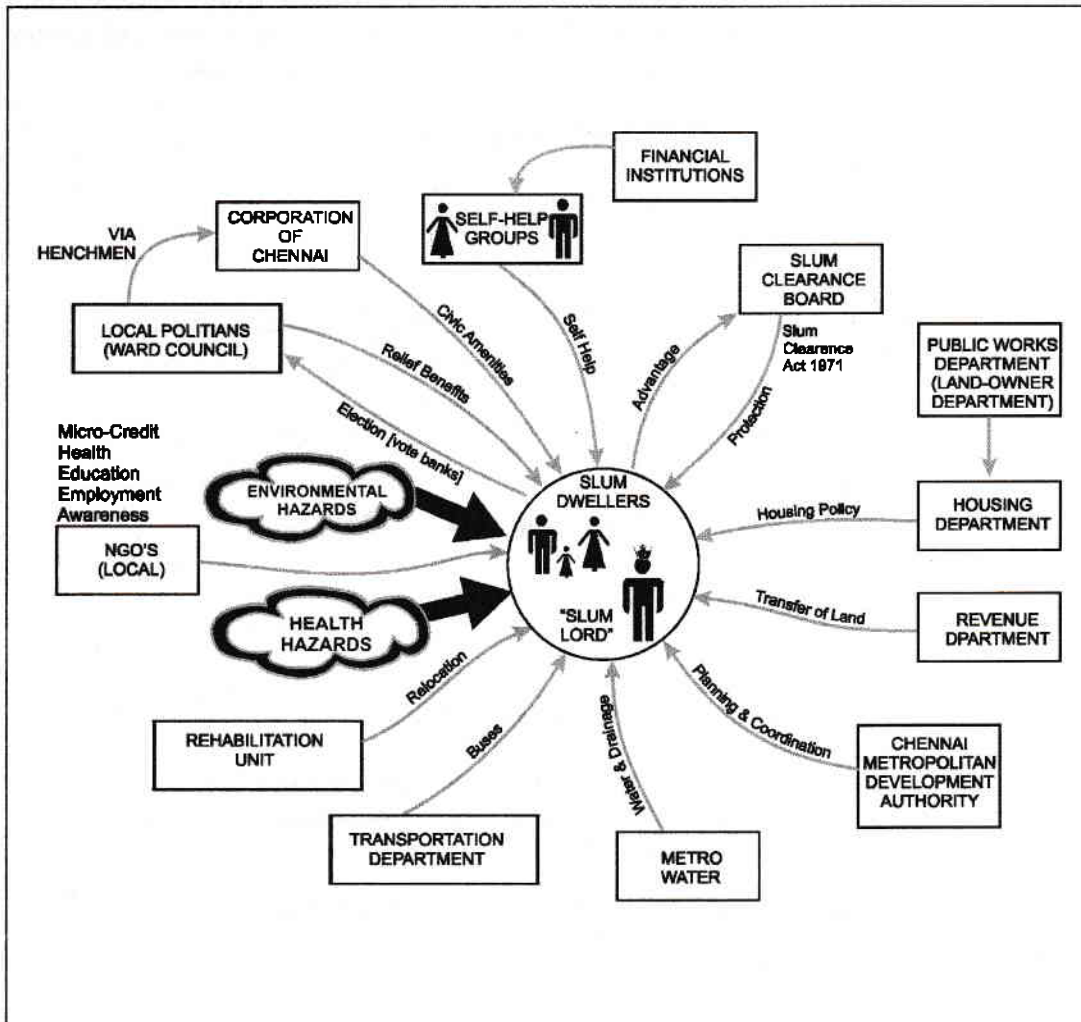 FINANCIAL
INSTITUTIONS
SELF-HELP
GROUPS
VIA
HENCHMEN
CORPORATION
OF
CHENNAI
SLUM
CLEARANCE
BOARD
LOCAL POLITIANS
(WARD COUNCIL)
Civic Amenities
Relief Benefits
Election [vote banks]
Self Help
Advantage
Slum
Clearence
Act 1971
Protection
PUBLIC WORKS
DEPARTMENT
(LAND-OWNER
DEPARTMENT)
Micro-Credit
Health
Education
Employment
Awareness
ENVIRONMENTAL
HAZARDS
SLUM
DWELLERS
Housing Policy
HOUSING
DEPARTMENT
NGO'S
(LOCAL)
HEALTH
HAZARDS
"SLUM
LORD"
Transfer of Land
REVENUE
DPARTMENT
Relocation
REHABILITATION
UNIT
Buses
TRANSPORTATION
DEPARTMENT
Water & Drainage
METRO
WATER
Planning & Coordination
CHENNAI
METROPOLITAN
DEVELOPMENT
AUTHORITY